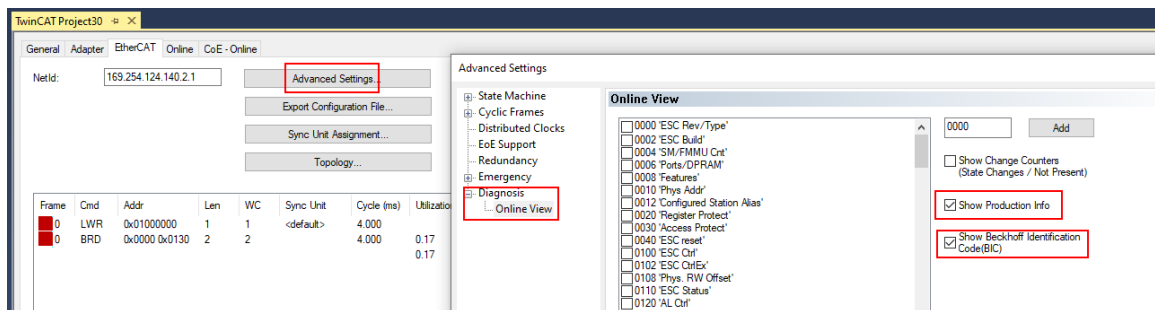 TwinCAT Project30
General Adapter EtherCAT Online CoE - Online
NetId: 169.254.124.140.2.1
Advanced Settings...
Export Configuration File...
Sync Unit Assignment...
Topology...
Frame Cmd Addr Len WC Sync Unit Cycle (ms) Utilizatio
0 LWR 0x01000000 1 1 <default> 4.000
0 BRD 0x0000 0x0130 2 2 4.000 0.17
0.17
Advanced Settings
State Machine
Cyclic Frames
Distributed Clocks
EoE Support
Redundancy
Emergency
Diagnosis
Online View
Online View
0000 'ESC Rev/Type'
0002 'ESC Build'
0004 'SM/FMMU Cnt'
0006 'Ports/DPRAM'
0008 'Features'
0010 'Phys Addr'
0012 'Configured Station Alias'
0020 'Register Protect'
0030 'Access Protect'
0040 'ESC reset'
0100 'ESC Ctrl'
0102 'ESC CtrlEx'
0108 'Phys. RW Offset'
0110 'ESC Status'
0120 'AL Ctrl'
0000 Add
Show Change Counters
(State Changes / Not Present)
Show Production Info
Show Beckhoff Identification
Code(BIC)